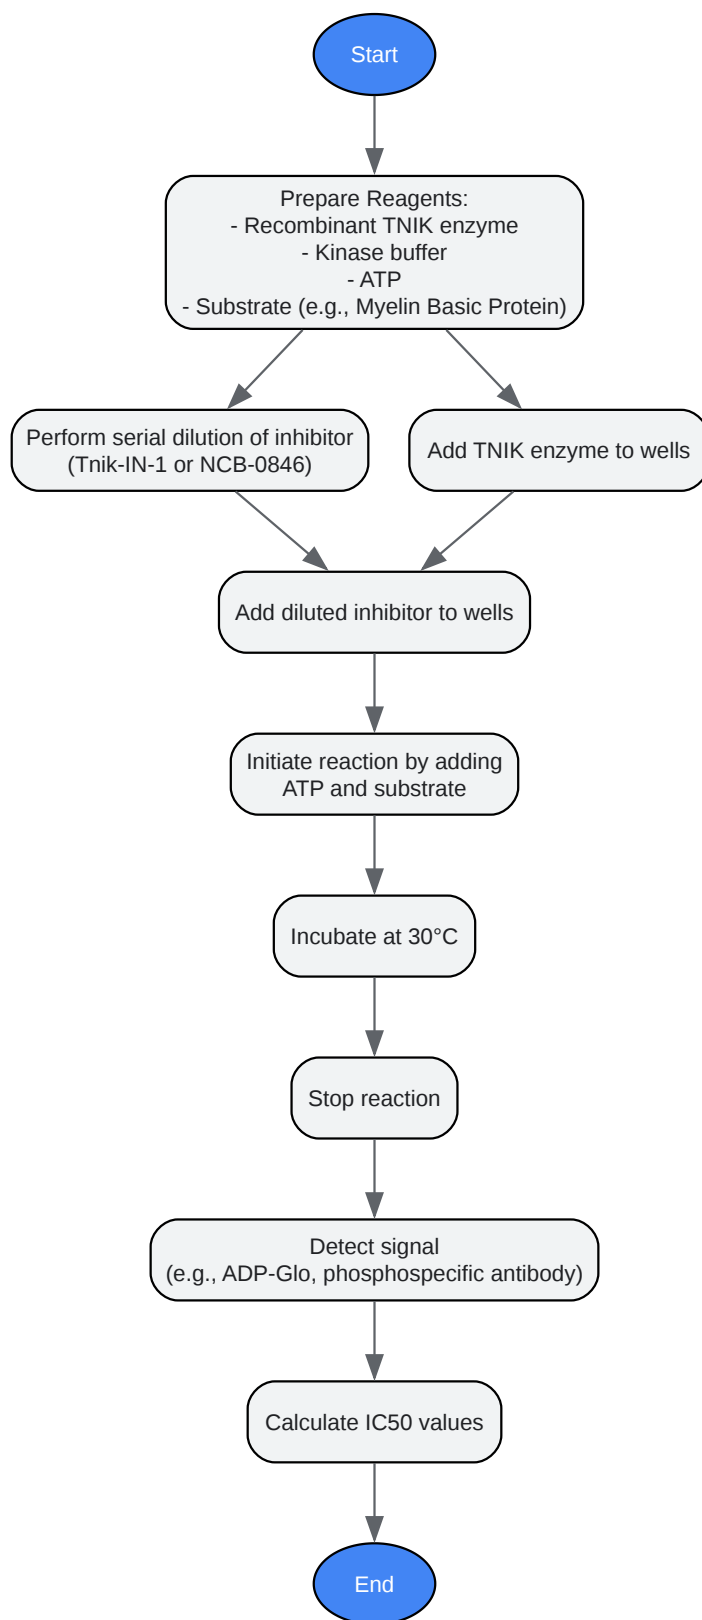 Start
Prepare Reagents:
- Recombinant TNIK enzyme
- Kinase buffer
- ATP
- Substrate (e.g., Myelin Basic Protein)
Perform serial dilution of inhibitor
(Tnik-IN-1 or NCB-0846)
Add TNIK enzyme to wells
Add diluted inhibitor to wells
Initiate reaction by adding
ATP and substrate
Incubate at 30°C
Stop reaction
Detect signal
(e.g., ADP-Glo, phosphospecific antibody)
Calculate IC50 values
End